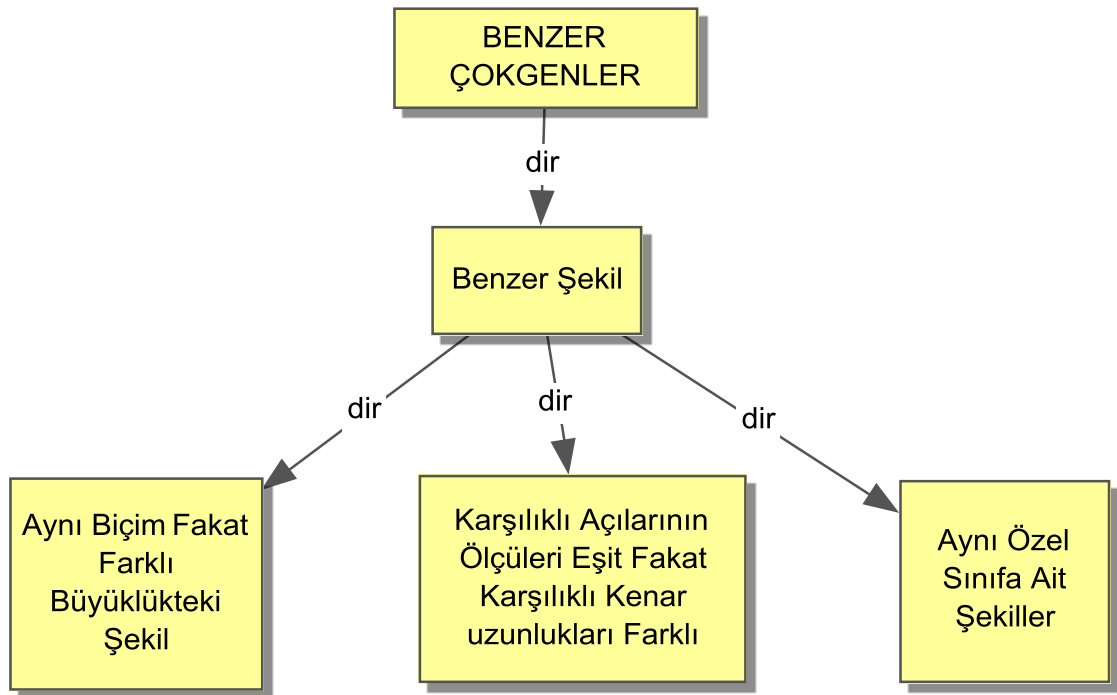 BENZER
ÇOKGENLER
dir
Benzer Şekil
dir
dir
dir
Aynı Biçim Fakat
Farklı
Büyüklükteki
Şekil
Karşılıklı Açılarının
Ölçüleri Eşit Fakat
Karşılıklı Kenar
uzunlukları Farklı
Aynı Özel
Sınıfa Ait
Şekiller